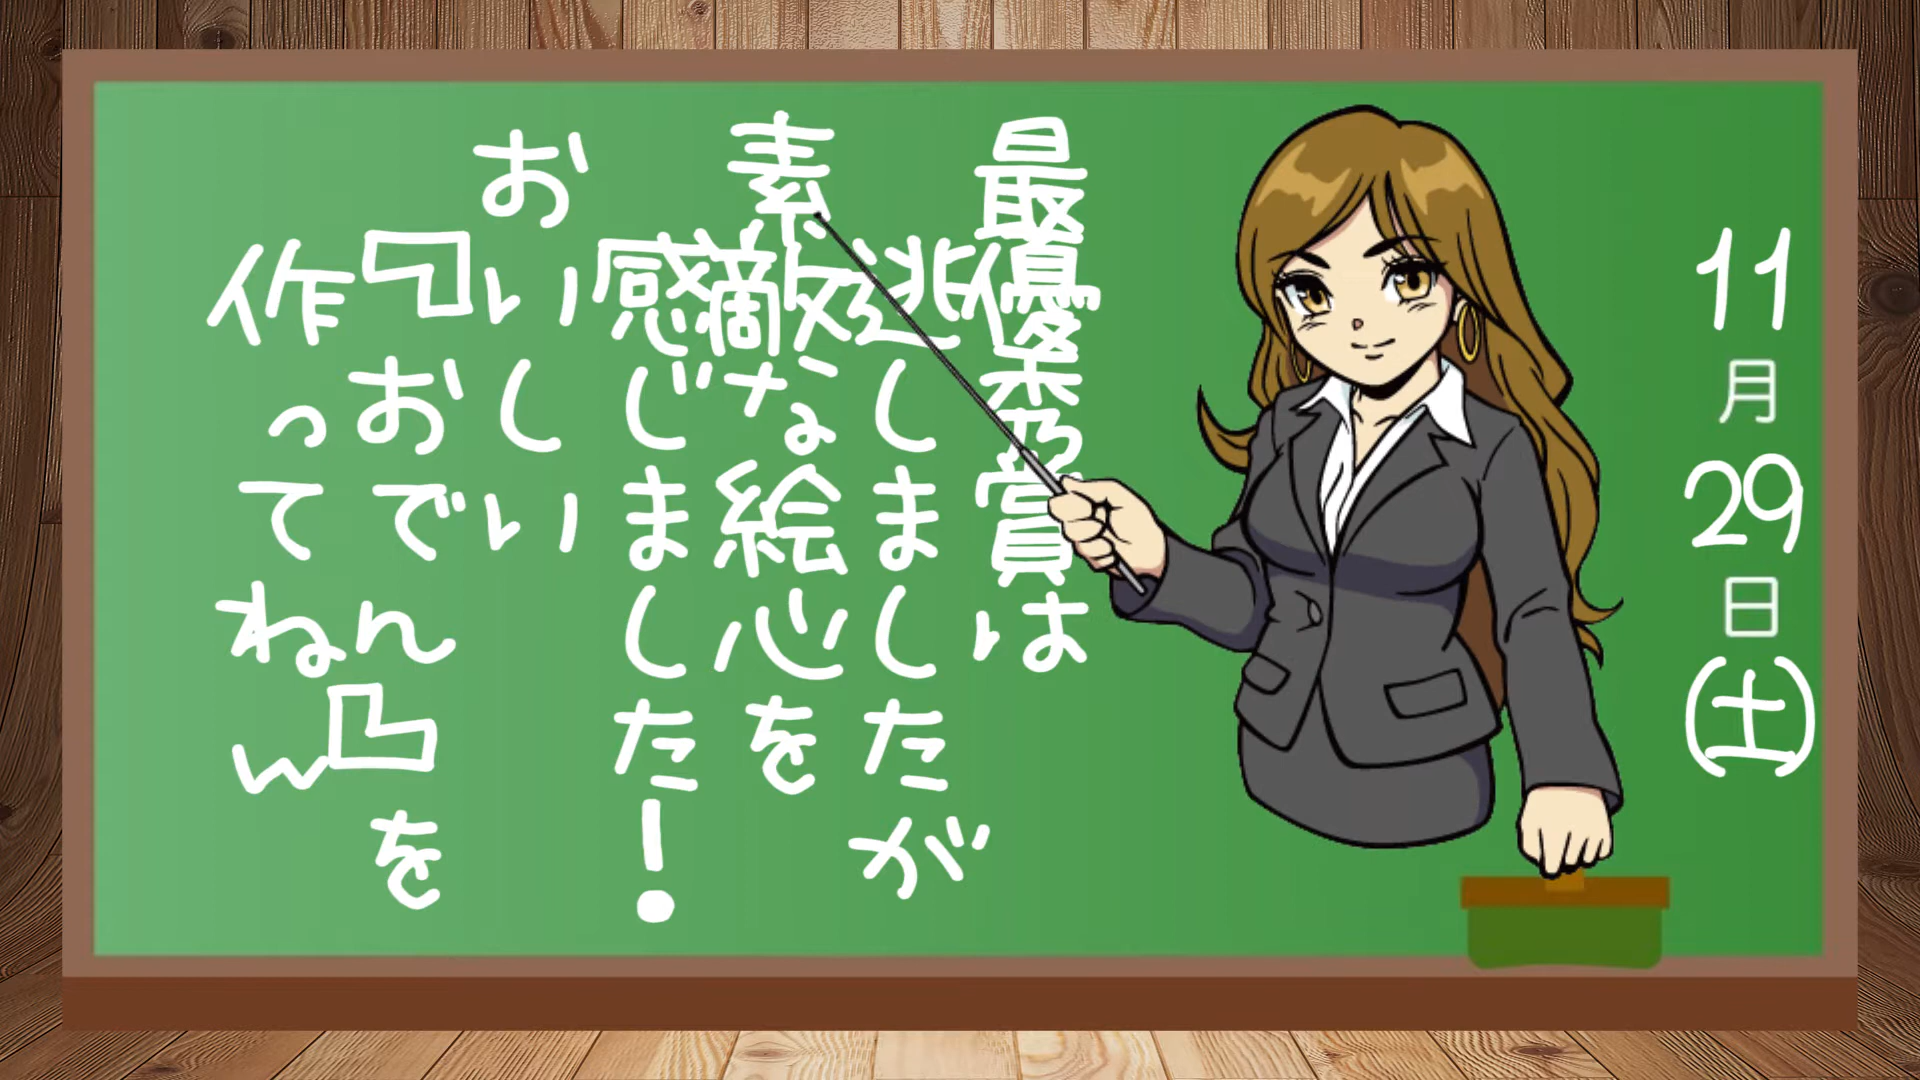 11月29日(土)
最優秀賞は
逃しましたが
素敵な絵心を
感じました!
おいしい
『おでん』を
作ってねw